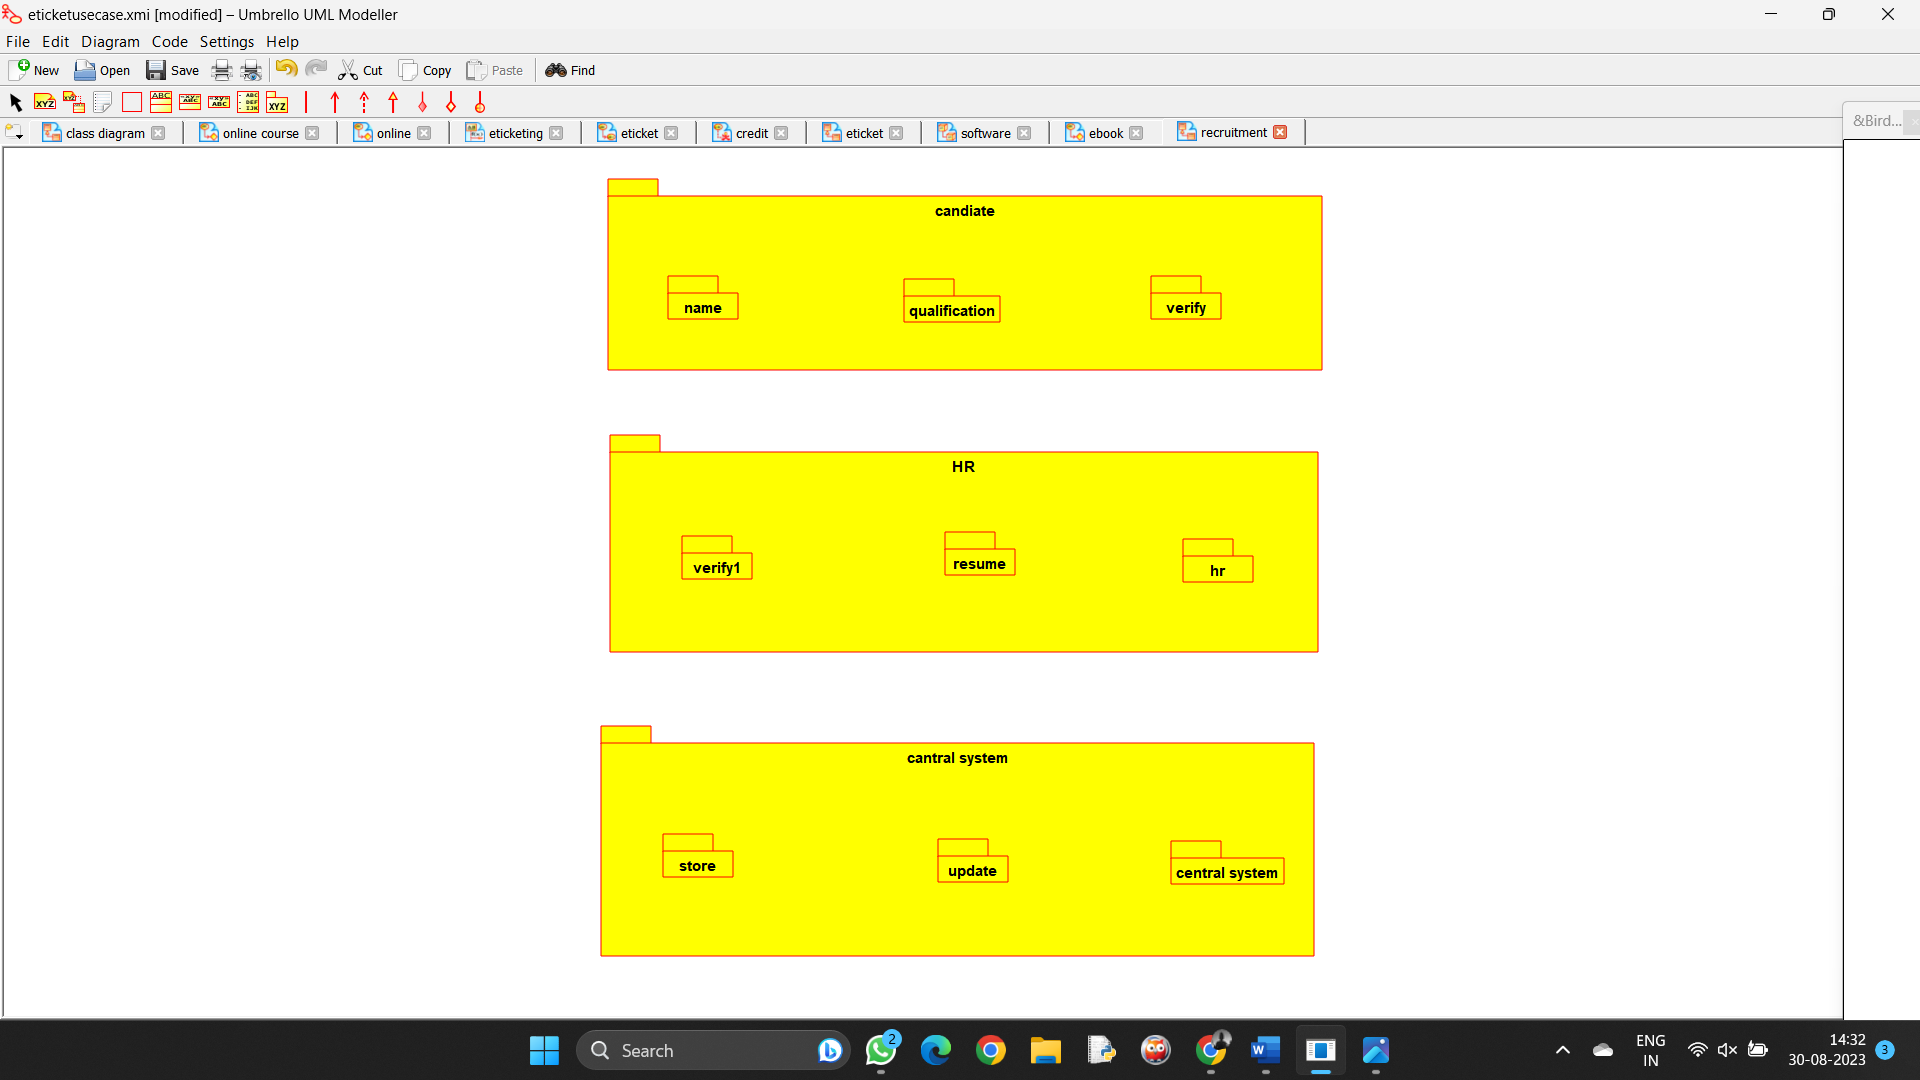 eticketusecase.xmi [modified] – Umbrello UML Modeller
File Edit Diagram Code Settings Help
New Open Save Cut Copy Paste Find
class diagram online course online eticketing eticket credit eticket software ebook recruitment
&Bird...
candiate
name qualification verify
HR
verify1 resume hr
cantral system
store update central system
Search
2
ENG
IN
14:32
30-08-2023
3